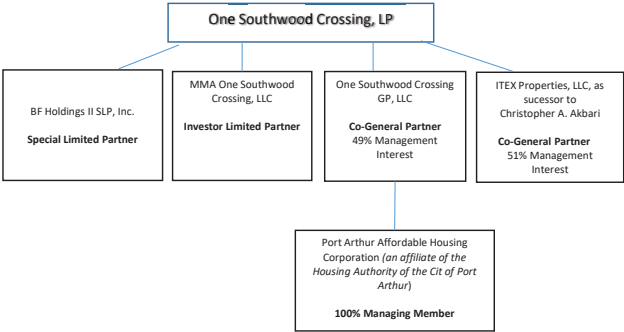 One Southwood Crossing, LP
BF Holdings II SLP, Inc.
Special Limited Partner
MMA One Southwood
Crossing, LLC
Investor Limited Partner
One Southwood Crossing
GP, LLC
Co-General Partner
49% Management
Interest
ITEX Properties, LLC, as
sucessor to
Christopher A. Akbari
Co-General Partner
51% Management
Interest
Port Arthur Affordable Housing
Corporation (an affiliate of the
Housing Authority of the Cit of Port
Arthur)
100% Managing Member